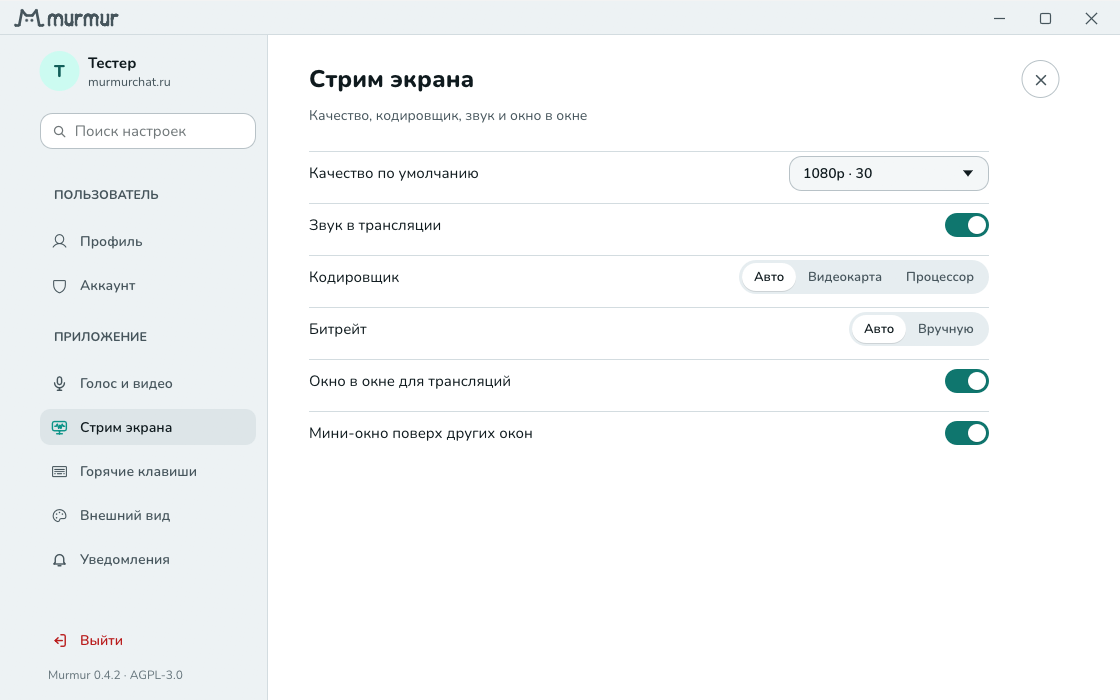 murmur
T
Тестер
murmurchat.ru
Поиск настроек
ПОЛЬЗОВАТЕЛЬ
Профиль
Аккаунт
ПРИЛОЖЕНИЕ
Голос и видео
Стрим экрана
Горячие клавиши
Внешний вид
Уведомления
Выйти
Murmur 0.4.2 · AGPL-3.0
Стрим экрана
Качество, кодировщик, звук и окно в окне
Качество по умолчанию 1080p · 30
Звук в трансляции
Кодировщик Авто Видеокарта Процессор
Битрейт Авто Вручную
Окно в окне для трансляций
Мини-окно поверх других окон